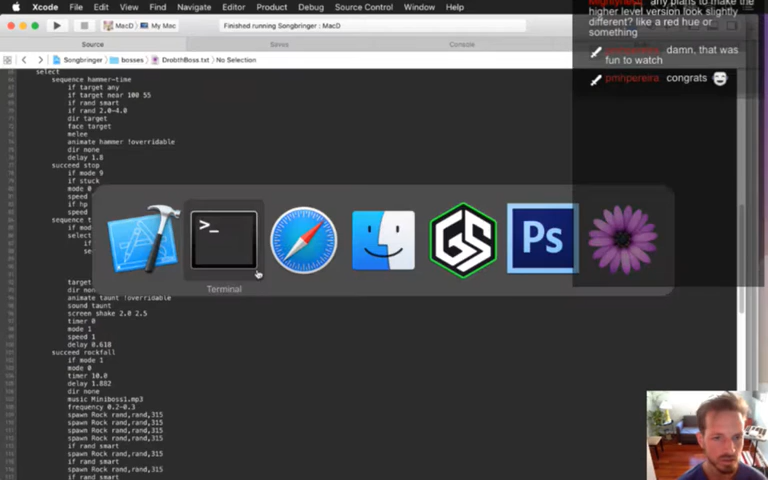 Xcode File Edit View Find Navigate Editor Product Debug Source Control Window Help
MacD My Mac
Finished running Songbringer : MacD
Source
Saves
Console
Songbringer bosses DrobthBoss.txt No Selection
any plans to make the
higher level version look slightly
different? like a red hue or
something
damn, that was
fun to watch
pmhpereira congrats
select
sequence hammer-time
if target any
if target near 100 55
if rand smart
if rand 2.0-4.0
dir target
face target
melee
animate hammer !overridable
dir none
delay 1.8
succeed stop
if mode 9
if stuck
mode 0
speed
if hp
speed
sequence t
if mod
selec
if
se
target
dir non
animate taunt !overridable
sound taunt
screen shake 2.0 2.5
timer 0
mode 1
speed 1
delay 0.618
succeed rockfall
if mode 1
mode 0
timer 10.0
delay 1.882
dir none
music Miniboss1.mp3
frequency 0.2-0.3
spawn Rock rand,rand,315
spawn Rock rand,rand,315
spawn Rock rand,rand,315
spawn Rock rand,rand,315
if rand smart
spawn Rock rand,rand,315
if rand smart
spawn Rock rand,rand,315
if rand smart
>_
GS
Ps
Terminal